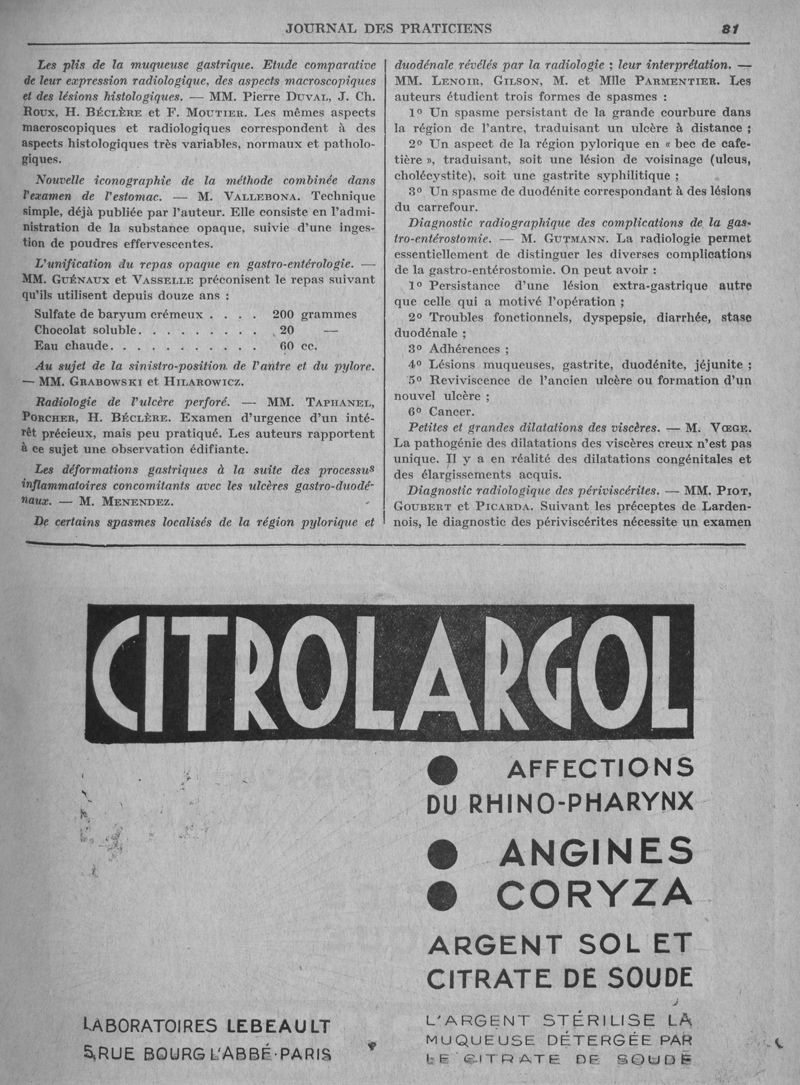 JOURNAL DES PRATICIENS 81
Les plis de la muqueuse gastrique. Etude comparative
de leur expression radiologique, des aspects macroscopiques
et des lésions histologiques. — MM. Pierre DUVAL, J. Ch.
ROUX, H. BÉCLÈRE et F. MOUTIER. Les mêmes aspects
macroscopiques et radiologiques correspondent à des
aspects histologiques très variables, normaux et patholo-
giques.
Nouvelle iconographie de la méthode combinée dans
l'examen de l'estomac. — M. VALLEBONA. Technique
simple, déjà publiée par l'auteur. Elle consiste en l'admi-
nistration de la substance opaque, suivie d'une inges-
tion de poudres effervescentes.
L'unification du repas opaque en gastro-entérologie. —
MM. GUÉNAUX et VASSELLE préconisent le repas suivant
qu'ils utilisent depuis douze ans :
Sulfate de baryum crémeux . . . . 200 grammes
Chocolat soluble. . . . . . . . . 20 —
Eau chaude. . . . . . . . . . . 60 cc.
Au sujet de la sinistro-position de l'antre et du pylore.
— MM. GRABOWSKI et HILAROWICZ.
Radiologie de l'ulcère perforé. — MM. TAPHANEL,
PORCHER, H. BÉCLÈRE. Examen d'urgence d'un inté-
rêt précieux, mais peu pratiqué. Les auteurs rapportent
à ce sujet une observation édifiante.
Les déformations gastriques à la suite des processus
inflammatoires concomitants avec les ulcères gastro-duodé-
naux. — M. MENENDEZ.
De certains spasmes localisés de la région pylorique et
duodénale révélés par la radiologie ; leur interprétation. —
MM. LENOIR, GILSON, M. et Mlle PARMENTIER. Les
auteurs étudient trois formes de spasmes :
1° Un spasme persistant de la grande courbure dans
la région de l'antre, traduisant un ulcère à distance ;
2° Un aspect de la région pylorique en « bec de cafe-
tière », traduisant, soit une lésion de voisinage (ulcus,
cholécystite), soit une gastrite syphilitique ;
3° Un spasme de duodénite correspondant à des lésions
du carrefour.
Diagnostic radiographique des complications de la gas-
tro-entérostomie. — M. GUTMANN. La radiologie permet
essentiellement de distinguer les diverses complications
de la gastro-entérostomie. On peut avoir :
1° Persistance d'une lésion extra-gastrique autre
que celle qui a motivé l'opération ;
2° Troubles fonctionnels, dyspepsie, diarrhée, stase
duodénale ;
3° Adhérences ;
4° Lésions muqueuses, gastrite, duodénite, jéjunite ;
5° Reviviscence de l'ancien ulcère ou formation d'un
nouvel ulcère ;
6° Cancer.
Petites et grandes dilatations des viscères. — M. VŒGE.
La pathogénie des dilatations des viscères creux n'est pas
unique. Il y a en réalité des dilatations congénitales et
des élargissements acquis.
Diagnostic radiologique des périviscérites. — MM. PIOT,
GOUBERT et PICARDA. Suivant les préceptes de Larden-
nois, le diagnostic des périviscérites nécessite un examen
CITROLARGOL
● AFFECTIONS
DU RHINO-PHARYNX
● ANGINES
● CORYZA
ARGENT SOL ET
CITRATE DE SOUDE
LABORATOIRES LEBEAULT
5, RUE BOURG L'ABBÉ·PARIS
L'ARGENT STÉRILISE LA
MUQUEUSE DÉTERGÉE PAR
LE CITRATE DE SOUDE